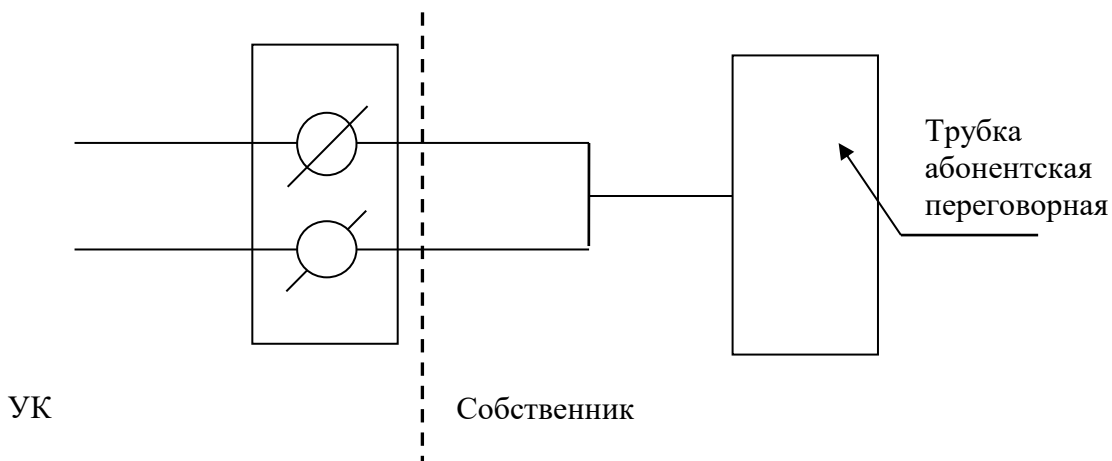 Трубка
абонентская
переговорная
УК
Собственник